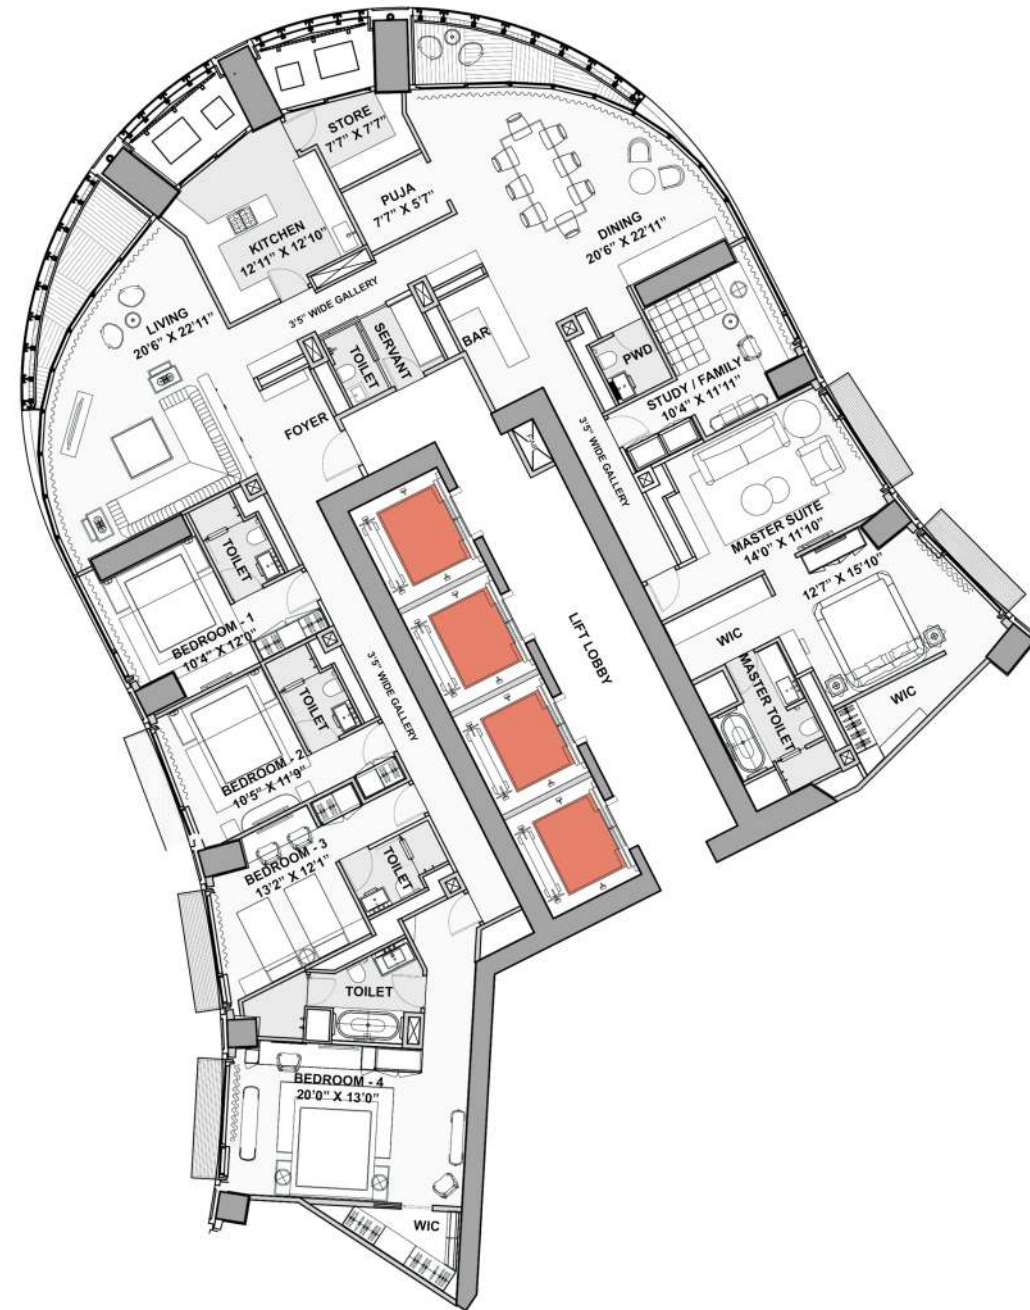 STORE
7'7" X 7'7"
PUJA
7'7" X 5'7"
KITCHEN
12'11" X 12'10"
DINING
20'6" X 22'11"
LIVING
20'6" X 22'11"
3'5" WIDE GALLERY
TOILET
SERVANT
BAR
PWD
STUDY / FAMILY
10'4" X 11'11"
FOYER
3'5" WIDE GALLERY
TOILET
MASTER SUITE
14'0" X 11'10"
12'7" X 15'10"
BEDROOM - 1
10'4" X 12'0"
LIFT LOBBY
WIC
MASTER TOILET
WIC
TOILET
3'5" WIDE GALLERY
BEDROOM - 2
10'5" X 11'9"
BEDROOM - 3
13'2" X 12'1"
TOILET
TOILET
BEDROOM - 4
20'0" X 13'0"
WIC